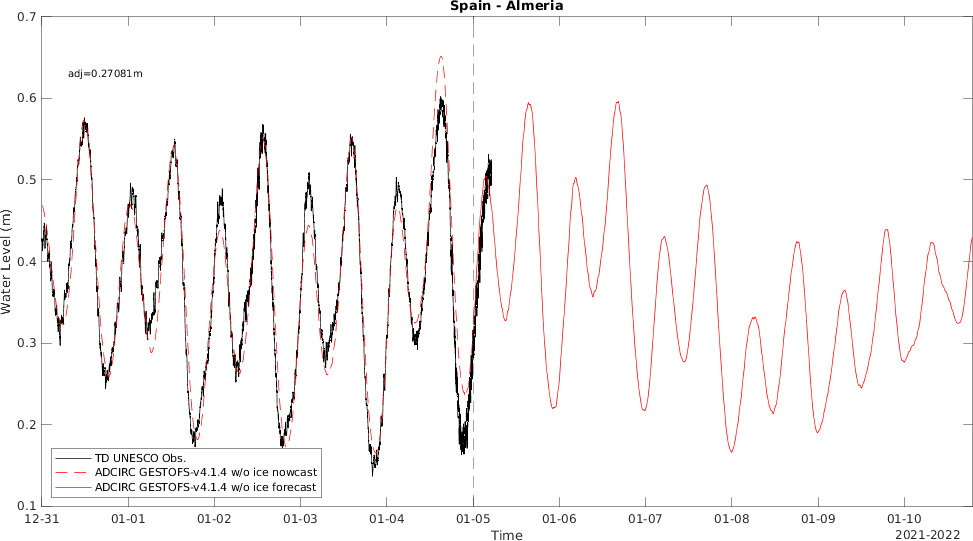 Spain - Almeria
0.7
adj=0.27081m
0.6
0.5
0.4
0.3
0.2
0.1
Water Level (m)
TD UNESCO Obs.
ADCIRC GESTOFS-v4.1.4 w/o ice nowcast
ADCIRC GESTOFS-v4.1.4 w/o ice forecast
12-31 01-01 01-02 01-03 01-04 01-05 01-06 01-07 01-08 01-09 01-10
Time
2021-2022